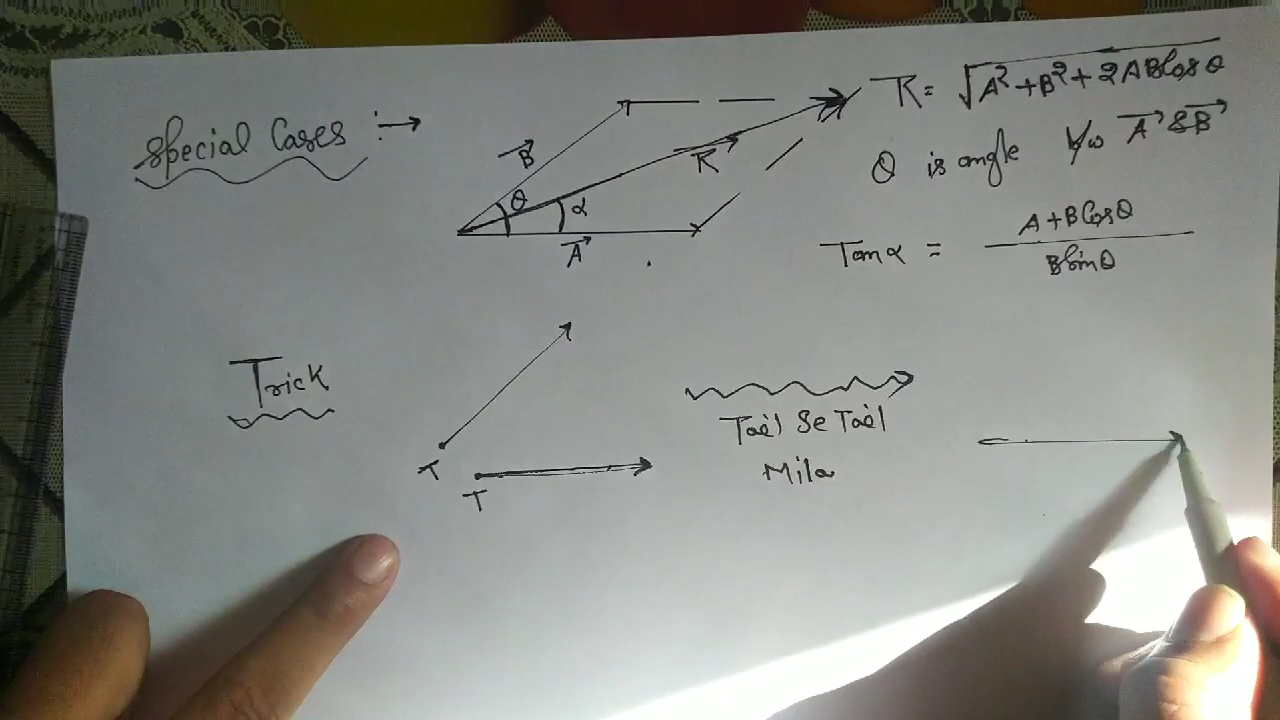 Special Cases :→
R = √A²+B²+2ABCosθ
θ is angle b/w A⃗ & B⃗
B⃗
θ
α
R⃗
A⃗
Tanα = A+BCosθ
BSinθ
Trick
T
T
Tail Se Tail
Mila